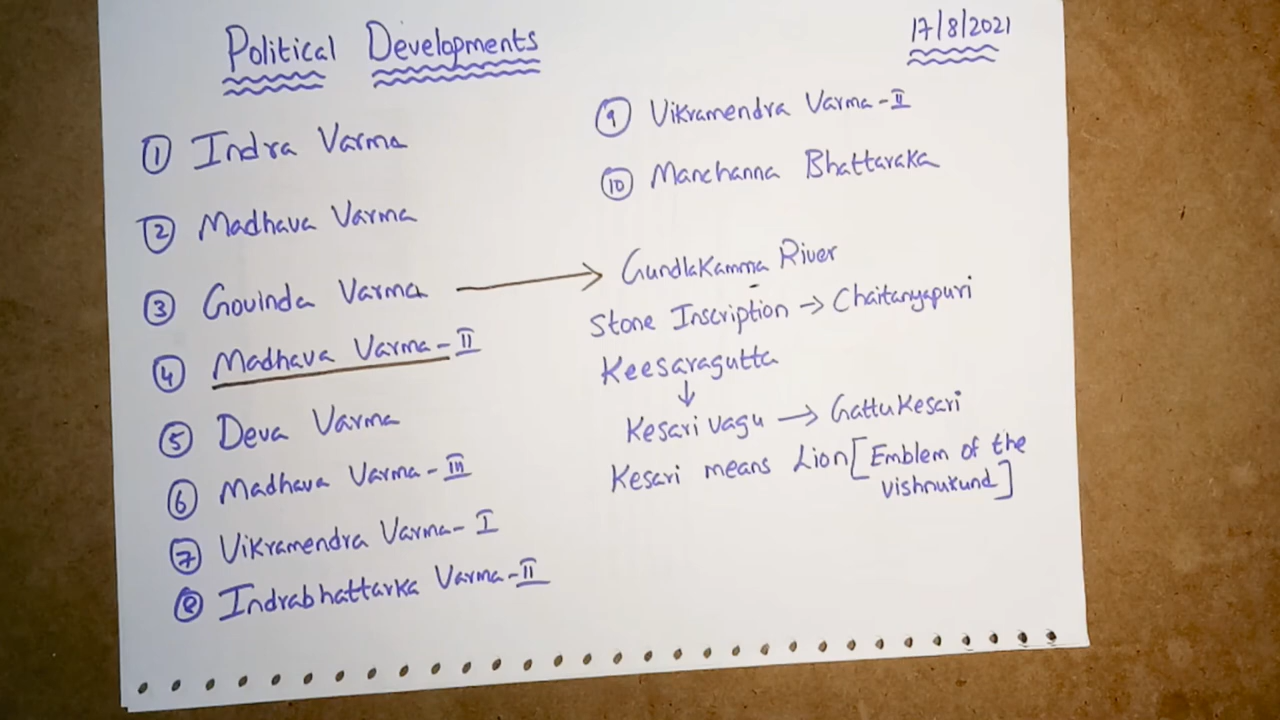 Political Developments
17/8/2021
① Indra Varma
② Madhava Varma
③ Govinda Varma → Gundlakamma River
④ Madhava Varma-II
⑤ Deva Varma
⑥ Madhava Varma-III
⑦ Vikramendra Varma-I
⑧ Indrabhattarka Varma-II
⑨ Vikramendra Varma-II
⑩ Manchanna Bhattaraka
Stone Inscription → Chaitanyapuri
Keesaragutta
↓
Kesari vagu → Gattu Kesari
Kesari means Lion [Emblem of the
vishnukund]